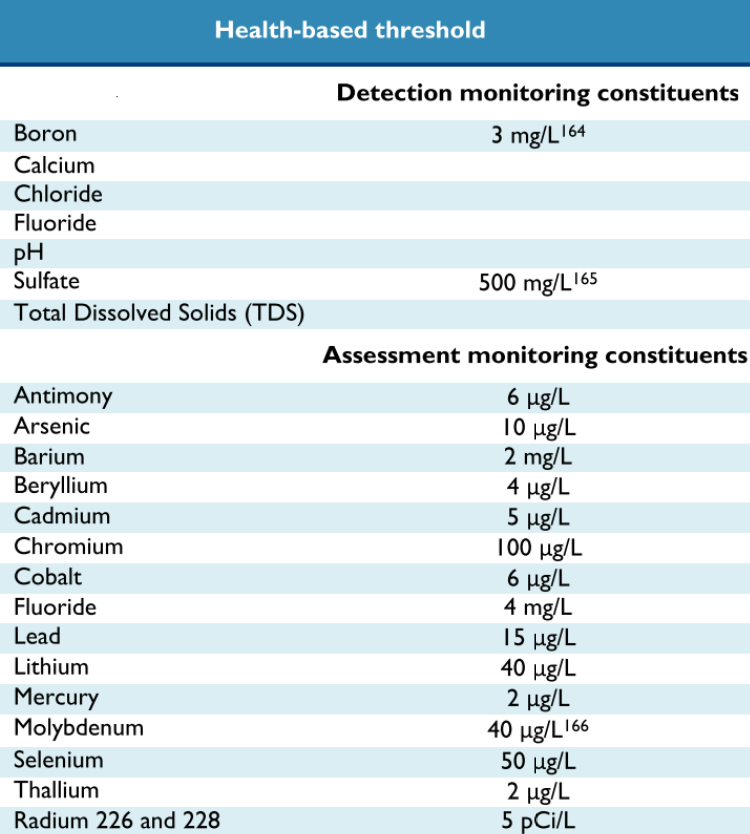 Health-based threshold
Detection monitoring constituents
Boron 3 mg/L164
Calcium
Chloride
Fluoride
pH
Sulfate 500 mg/L165
Total Dissolved Solids (TDS)
Assessment monitoring constituents
Antimony 6 µg/L
Arsenic 10 µg/L
Barium 2 mg/L
Beryllium 4 µg/L
Cadmium 5 µg/L
Chromium 100 µg/L
Cobalt 6 µg/L
Fluoride 4 mg/L
Lead 15 µg/L
Lithium 40 µg/L
Mercury 2 µg/L
Molybdenum 40 µg/L166
Selenium 50 µg/L
Thallium 2 µg/L
Radium 226 and 228 5 pCi/L